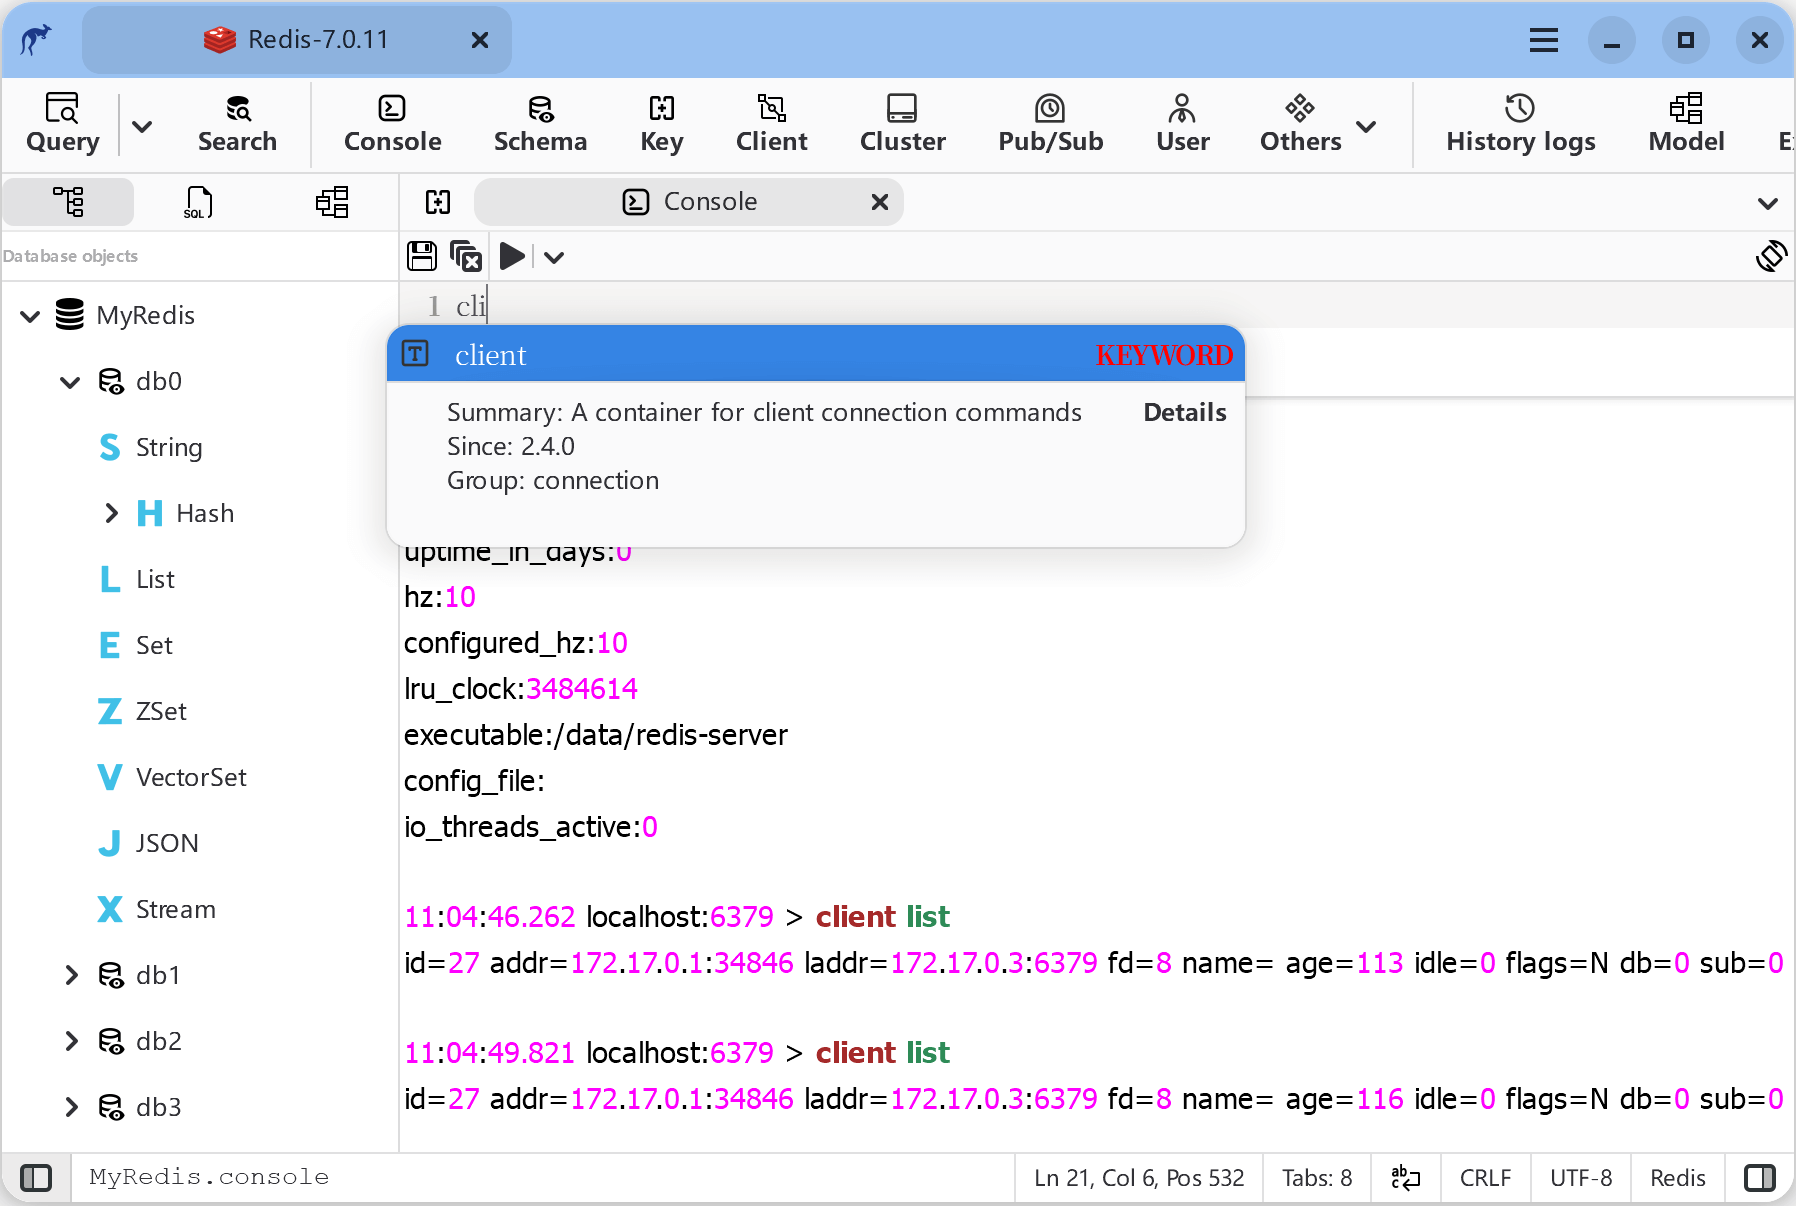 Redis-7.0.11
Query Search Console Schema Key Client Cluster Pub/Sub User Others History logs Model
SQL Console
Database objects
MyRedis
db0
S String
H Hash
L List
E Set
Z ZSet
V VectorSet
J JSON
X Stream
db1
db2
db3
1 cli
T client KEYWORD
Summary: A container for client connection commands Details
Since: 2.4.0
Group: connection
uptime_in_days:0
hz:10
configured_hz:10
lru_clock:3484614
executable:/data/redis-server
config_file:
io_threads_active:0
11:04:46.262 localhost:6379 > client list
id=27 addr=172.17.0.1:34846 laddr=172.17.0.3:6379 fd=8 name= age=113 idle=0 flags=N db=0 sub=0
11:04:49.821 localhost:6379 > client list
id=27 addr=172.17.0.1:34846 laddr=172.17.0.3:6379 fd=8 name= age=116 idle=0 flags=N db=0 sub=0
MyRedis.console Ln 21, Col 6, Pos 532 Tabs: 8 ab c CRLF UTF-8 Redis